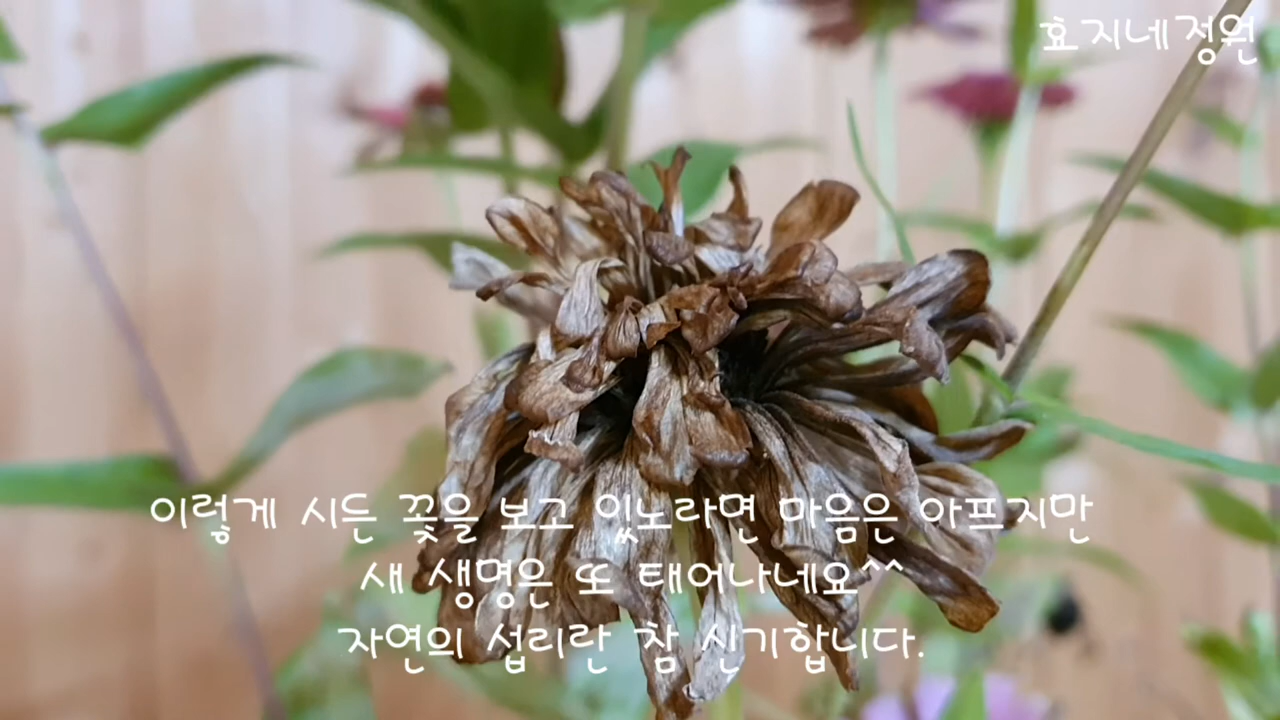 효지네정원
이렇게 시든 꽃을 보고 있노라면 마음은 아프지만
새 생명은 또 태어나네요^^
자연의 섭리란 참 신기합니다.